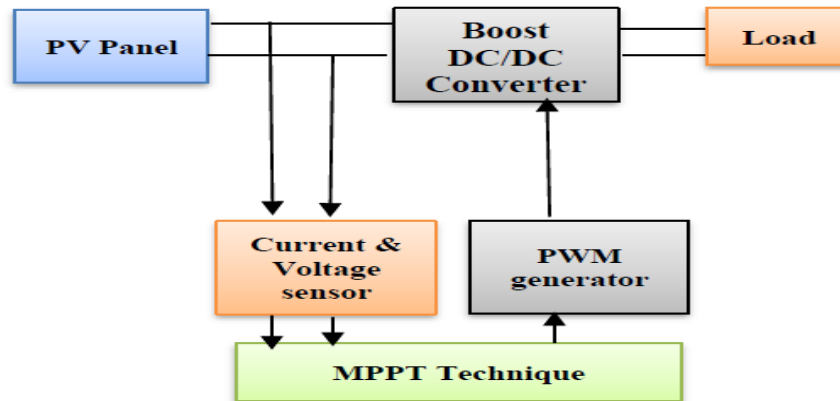 PV Panel
Boost
DC/DC
Converter
Load
Current &
Voltage
sensor
PWM
generator
MPPT Technique